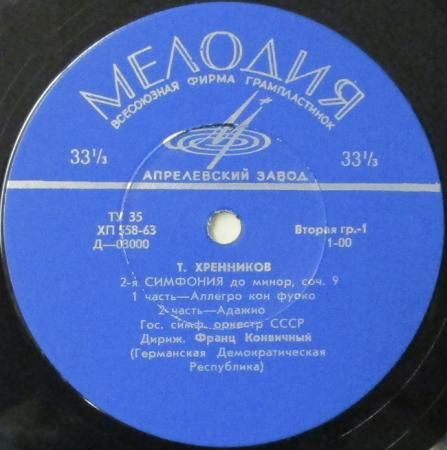 МЕЛОДИЯ
ВСЕСОЮЗНАЯ ФИРМА ГРАМПЛАСТИНОК
33⅓ 33⅓
АПРЕЛЕВСКИЙ ЗАВОД
ТУ 35
ХП 558-63
Д—03000
Вторая гр.-1
1-00
Т. ХРЕННИКОВ
2-я СИМФОНИЯ до минор, соч. 9
1 часть—Аллегро кон фуоко
2 часть—Адажио
Гос. симф. оркестр СССР
Дириж. Франц Конвичный
(Германская Демократическая
Республика)